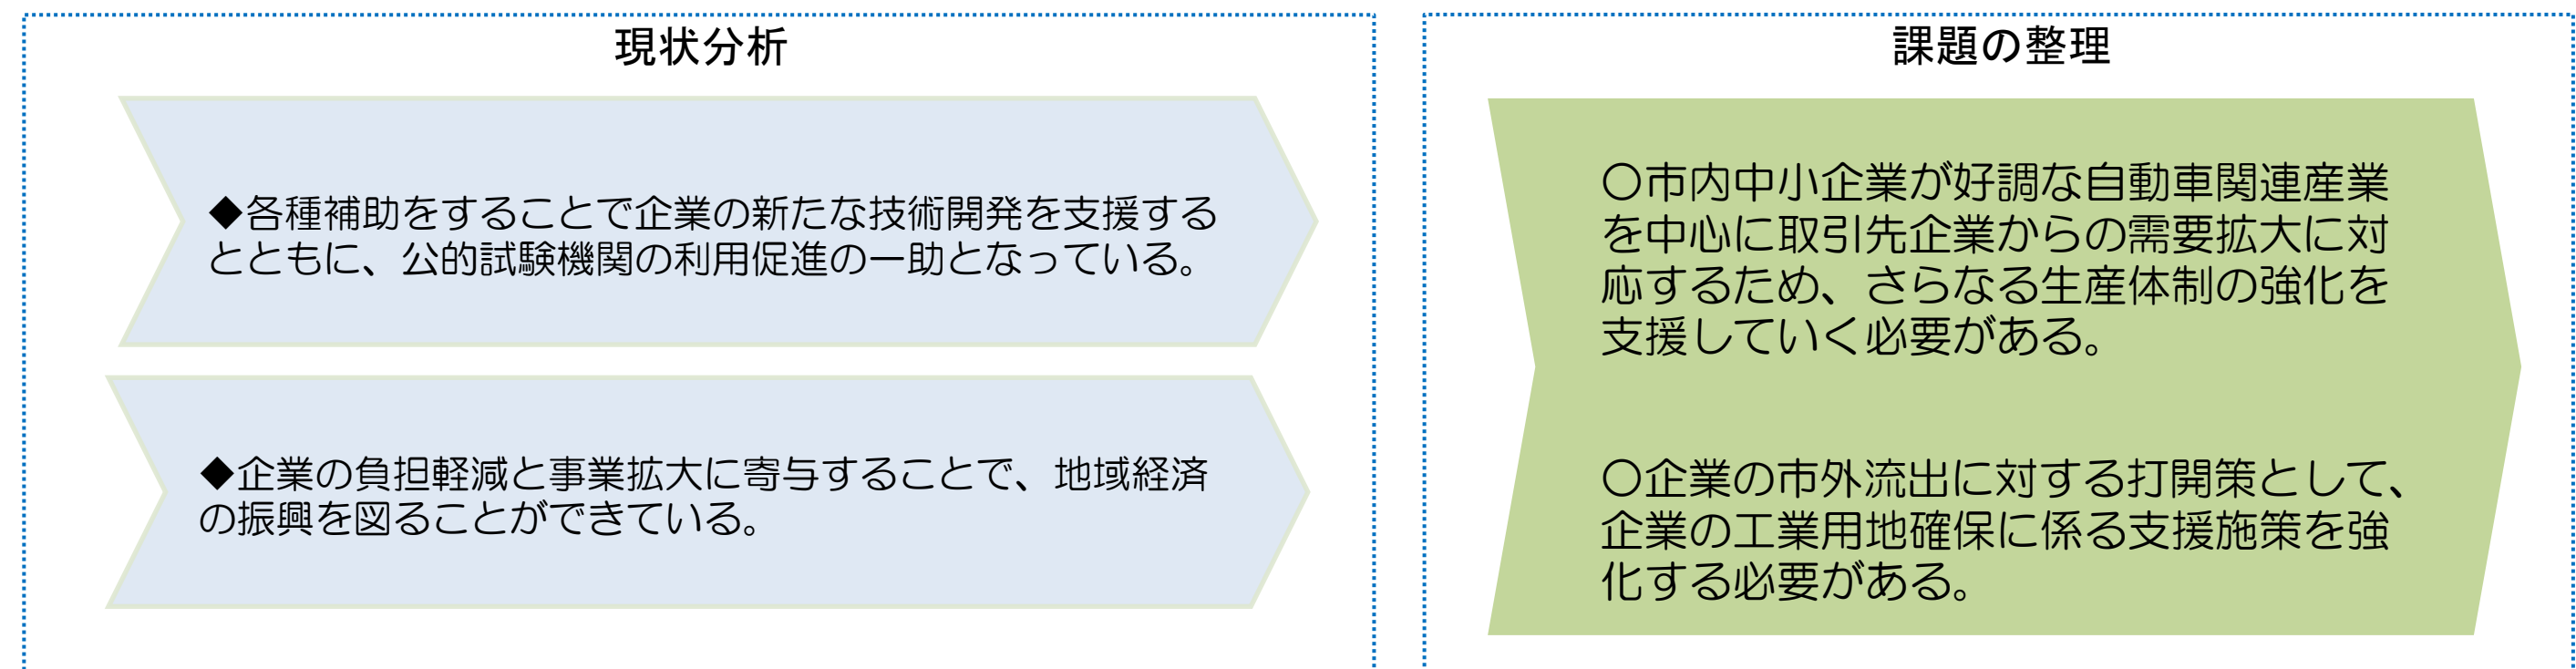 現状分析
◆各種補助をすることで企業の新たな技術開発を支援する
とともに、公的試験機関の利用促進の一助となっている。
◆企業の負担軽減と事業拡大に寄与することで、地域経済
の振興を図ることができている。
課題の整理
○市内中小企業が好調な自動車関連産業
を中心に取引先企業からの需要拡大に対
応するため、さらなる生産体制の強化を
支援していく必要がある。
○企業の市外流出に対する打開策として、
企業の工業用地確保に係る支援施策を強
化する必要がある。